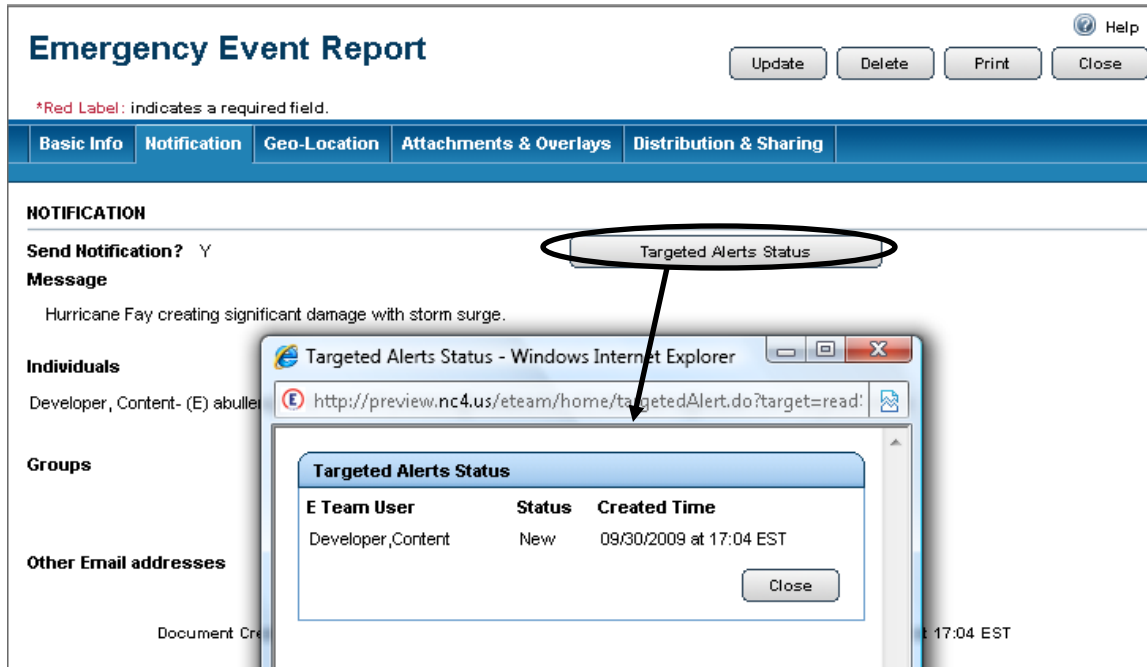 Help
Emergency Event Report
Update Delete Print Close
*Red Label: indicates a required field.
Basic Info Notification Geo-Location Attachments & Overlays Distribution & Sharing
NOTIFICATION
Send Notification? Y
Targeted Alerts Status
Message
Hurricane Fay creating significant damage with storm surge.
Individuals
Developer, Content- (E) abulle
Groups
Other Email addresses
Document Cre
t 17:04 EST
Targeted Alerts Status - Windows Internet Explorer
http://preview.nc4.us/eteam/home/targetedAlert.do?target=read
Targeted Alerts Status
E Team User Status Created Time
Developer,Content New 09/30/2009 at 17:04 EST
Close